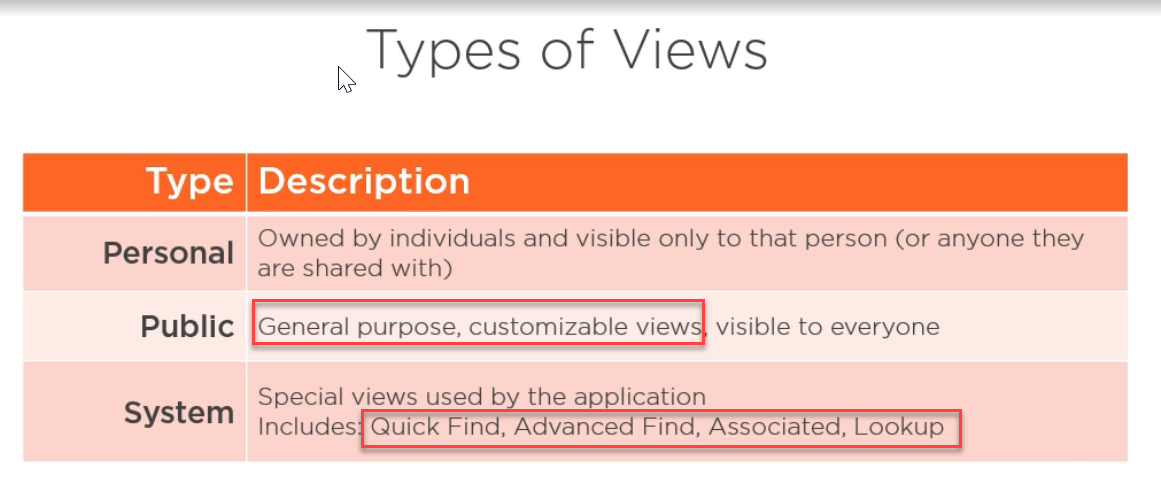 Types of Views
Type Description
Personal Owned by individuals and visible only to that person (or anyone they
are shared with)
Public General purpose, customizable views, visible to everyone
System Special views used by the application
Includes: Quick Find, Advanced Find, Associated, Lookup